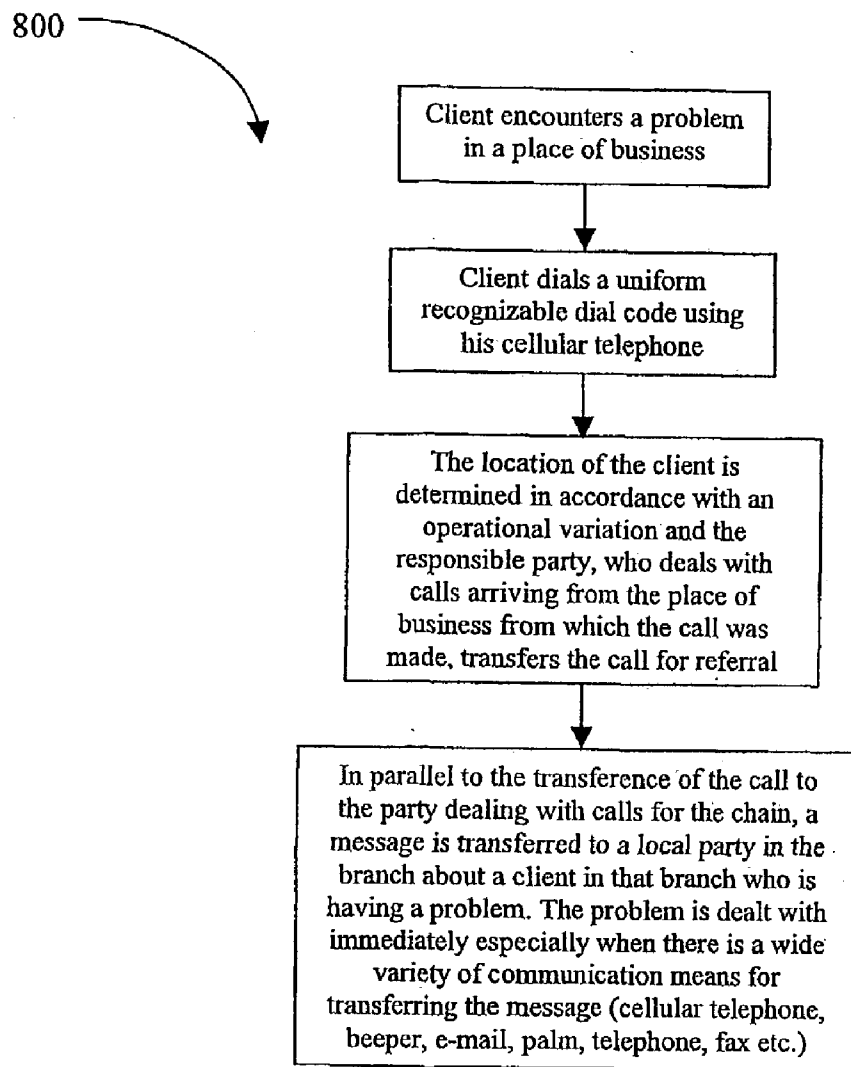 800
Client encounters a problem
in a place of business
Client dials a uniform
recognizable dial code using
his cellular telephone
The location of the client is
determined in accordance with an
operational variation and the
responsible party, who deals with
calls arriving from the place of
business from which the call was
made, transfers the call for referral
In parallel to the transference of the call to
the party dealing with calls for the chain, a
message is transferred to a local party in the
branch about a client in that branch who is
having a problem. The problem is dealt with
immediately especially when there is a wide
variety of communication means for
transferring the message (cellular telephone,
beeper, e-mail, palm, telephone, fax etc.)